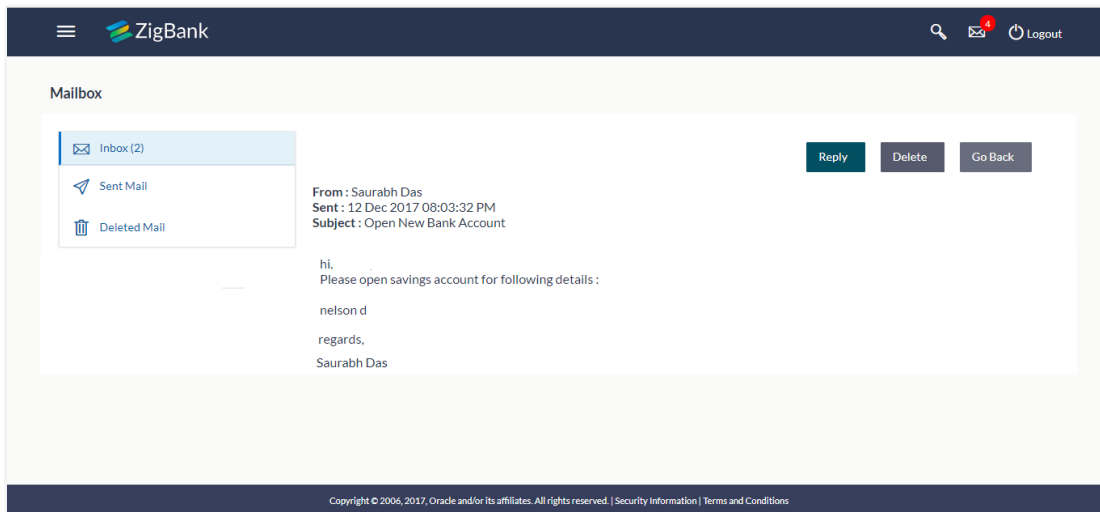 ZigBank
4
Logout
Mailbox
Inbox (2)
Sent Mail
Deleted Mail
Reply
Delete
Go Back
From : Saurabh Das
Sent : 12 Dec 2017 08:03:32 PM
Subject : Open New Bank Account
hi,
Please open savings account for following details :
nelson d
regards,
Saurabh Das
Copyright © 2006, 2017, Oracle and/or its affiliates. All rights reserved. | Security Information | Terms and Conditions